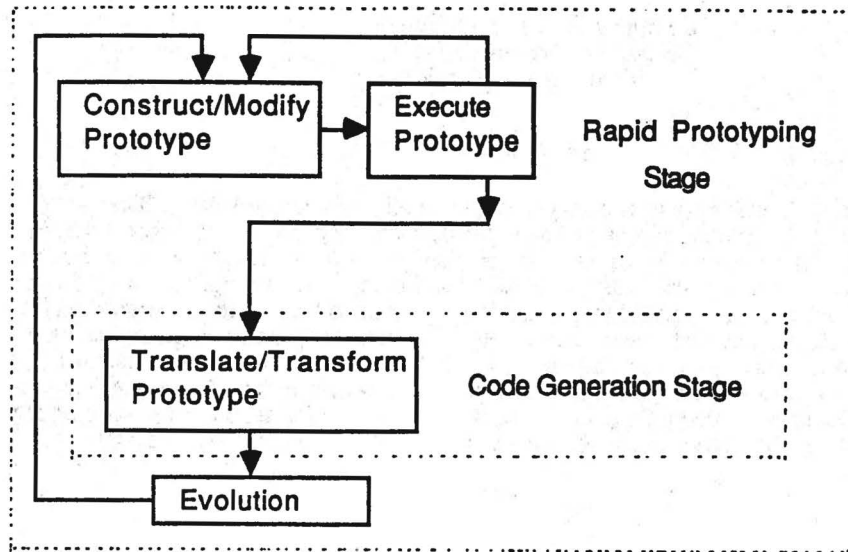 Construct/Modify
Prototype
Execute
Prototype
Rapid Prototyping
Stage
Translate/Transform
Prototype
Code Generation Stage
Evolution